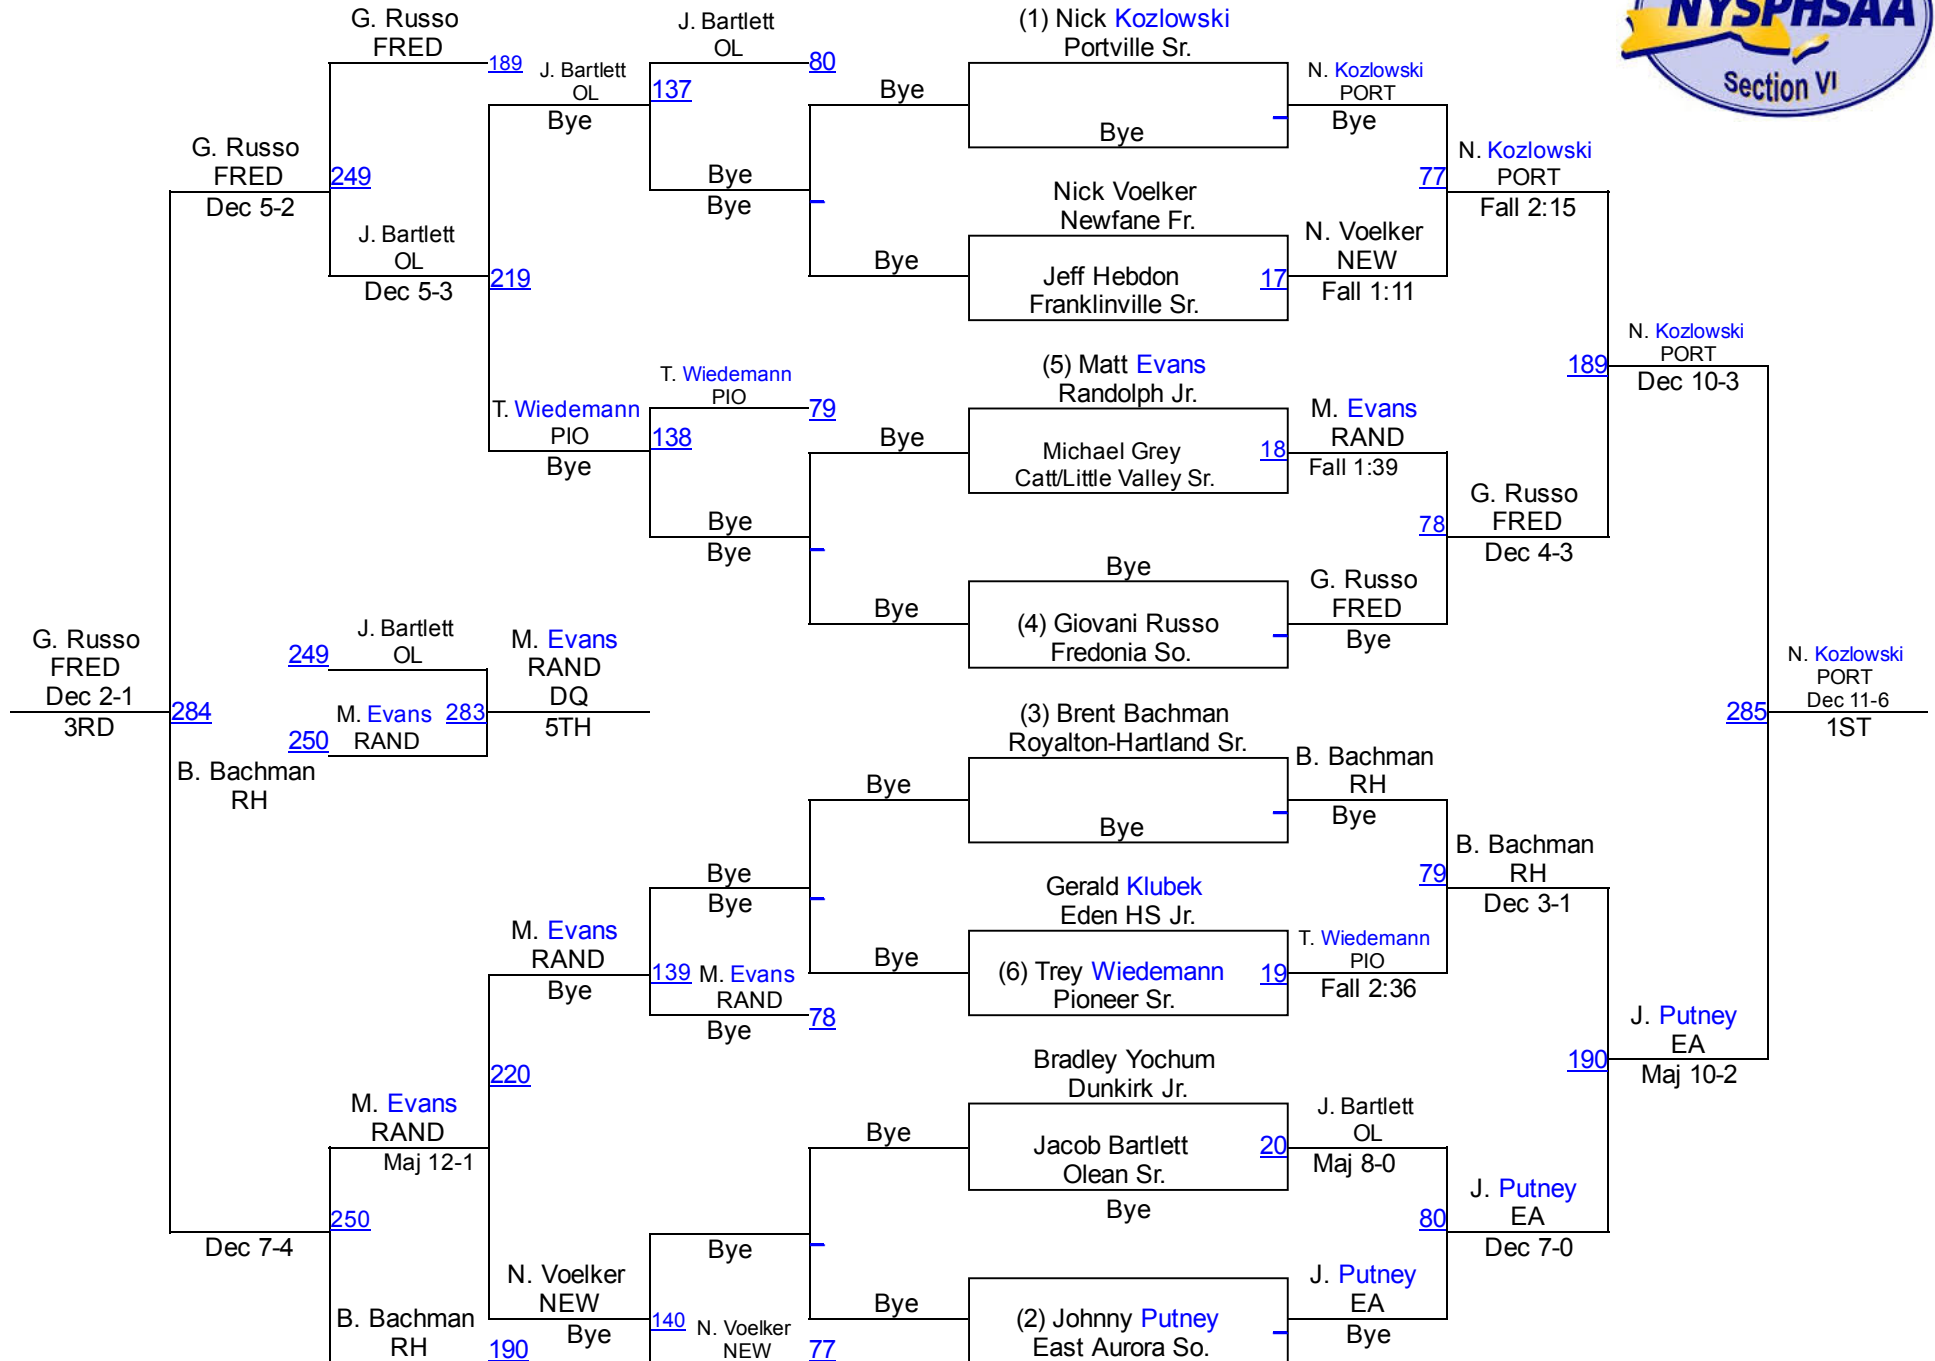 NYSPHSAA
Section VI
G. Russo
FRED
189
G. Russo
FRED
Dec 5-2
249
J. Bartlett
OL
Dec 5-3
219
J. Bartlett
OL
Bye
137
J. Bartlett
OL
80
Bye
Bye
T. Wiedemann
PIO
Bye
138
T. Wiedemann
PIO
79
Bye
Bye
G. Russo
FRED
Dec 2-1
3RD
284
249
J. Bartlett
OL
250
M. Evans
RAND
283
M. Evans
RAND
DQ
5TH
B. Bachman
RH
Dec 7-4
250
M. Evans
RAND
Maj 12-1
220
M. Evans
RAND
Bye
139
Bye
Bye
M. Evans
RAND
Bye
78
N. Voelker
NEW
Bye
140
Bye
N. Voelker
NEW
77
B. Bachman
RH
190
Bye
(1) Nick Kozlowski
Portville Sr.
Bye
N. Kozlowski
PORT
Bye
Bye
Nick Voelker
Newfane Fr.
Jeff Hebdon
Franklinville Sr.
17
N. Voelker
NEW
Fall 1:11
77
N. Kozlowski
PORT
Fall 2:15
Bye
(5) Matt Evans
Randolph Jr.
Michael Grey
Catt/Little Valley Sr.
18
M. Evans
RAND
Fall 1:39
Bye
Bye
(4) Giovani Russo
Fredonia So.
G. Russo
FRED
Bye
78
G. Russo
FRED
Dec 4-3
189
N. Kozlowski
PORT
Dec 10-3
Bye
(3) Brent Bachman
Royalton-Hartland Sr.
Bye
B. Bachman
RH
Bye
Bye
Gerald Klubek
Eden HS Jr.
(6) Trey Wiedemann
Pioneer Sr.
19
T. Wiedemann
PIO
Fall 2:36
79
B. Bachman
RH
Dec 3-1
Bye
Bradley Yochum
Dunkirk Jr.
Jacob Bartlett
Olean Sr.
20
J. Bartlett
OL
Maj 8-0
Bye
Bye
(2) Johnny Putney
East Aurora So.
J. Putney
EA
Bye
80
J. Putney
EA
Dec 7-0
190
J. Putney
EA
Maj 10-2
285
N. Kozlowski
PORT
Dec 11-6
1ST